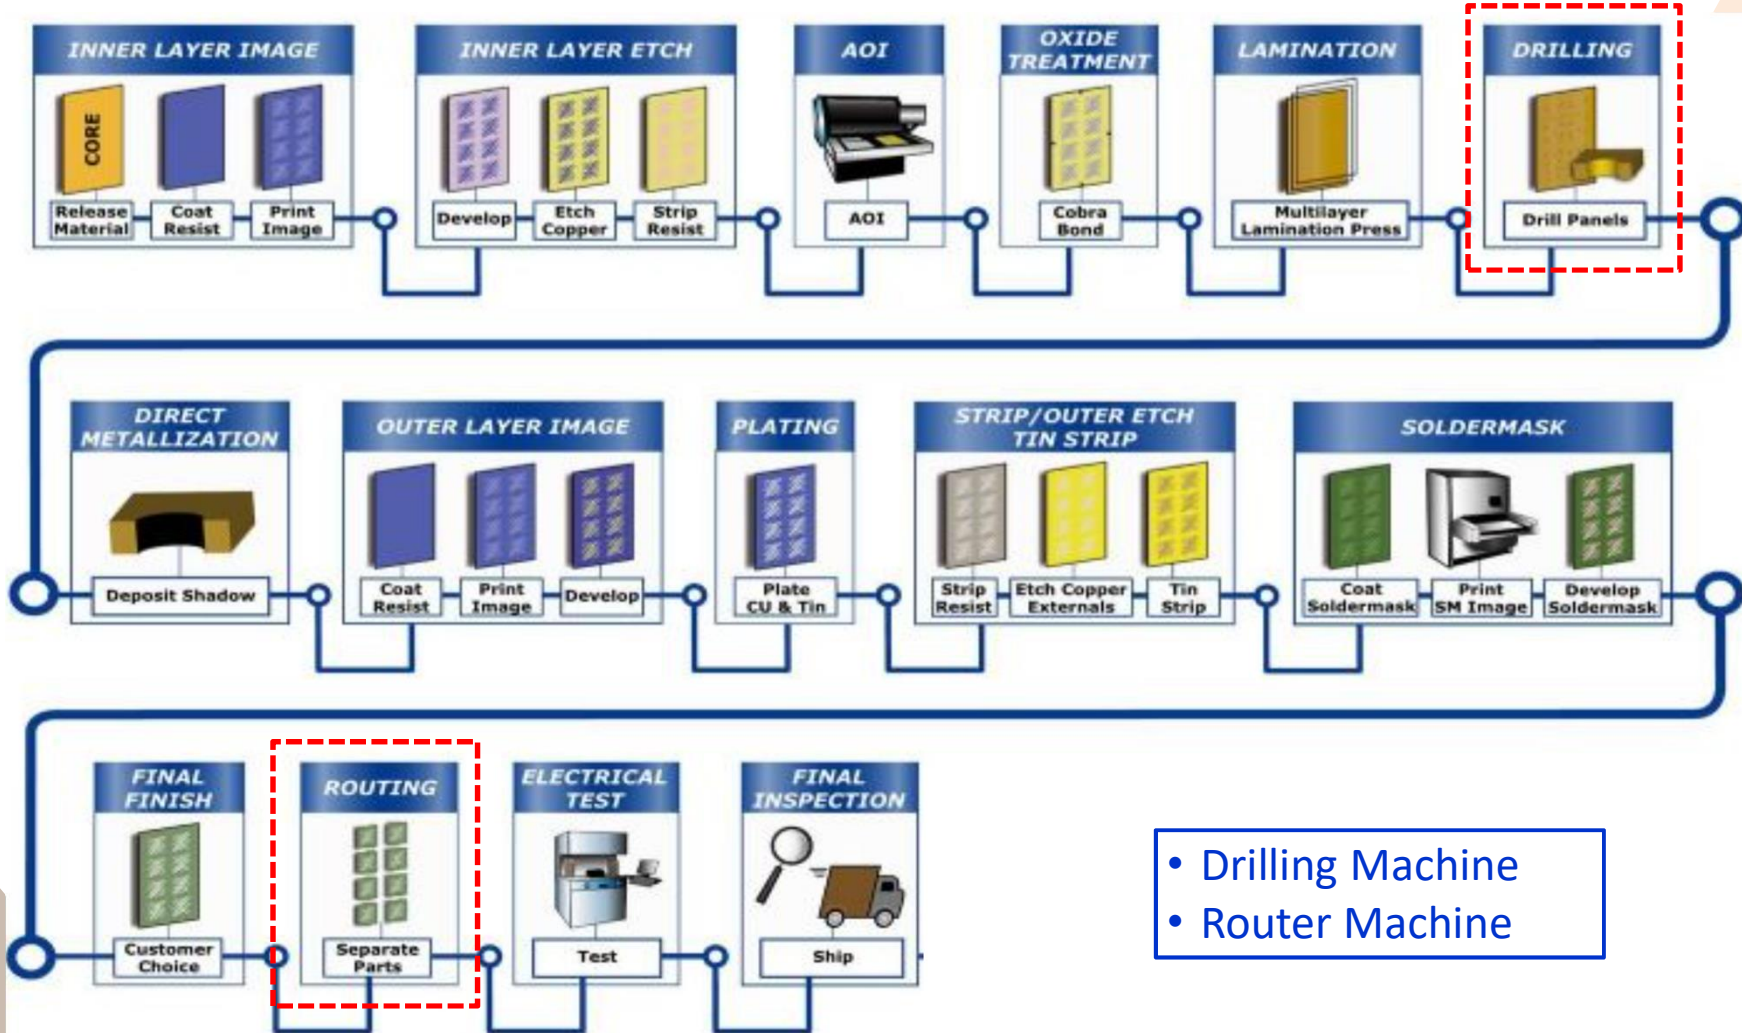 INNER LAYER IMAGE
CORE
Release
Material
Coat
Resist
Print
Image
INNER LAYER ETCH
Develop
Etch
Copper
Strip
Resist
AOI
AOI
OXIDE
TREATMENT
Cobra
Bond
LAMINATION
Multilayer
Lamination Press
DRILLING
Drill Panels
DIRECT
METALLIZATION
Deposit Shadow
OUTER LAYER IMAGE
Coat
Resist
Print
Image
Develop
PLATING
Plate
CU & Tin
STRIP/OUTER ETCH
TIN STRIP
Strip
Resist
Etch Copper
Externals
Tin
Strip
SOLDERMASK
Coat
Soldermask
Print
SM Image
Develop
Soldermask
FINAL
FINISH
Customer
Choice
ROUTING
Separate
Parts
ELECTRICAL
TEST
Test
FINAL
INSPECTION
Ship
• Drilling Machine
• Router Machine